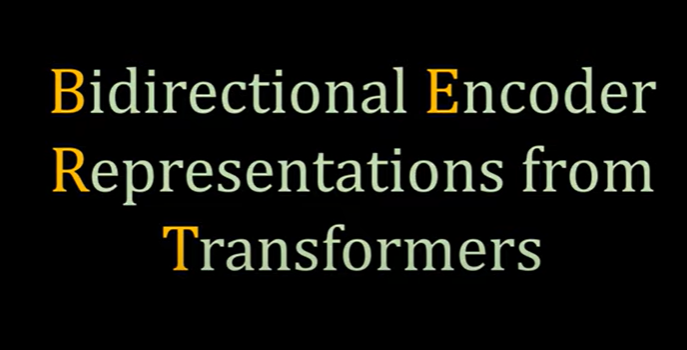 Bidirectional Encoder
Representations from
Transformers